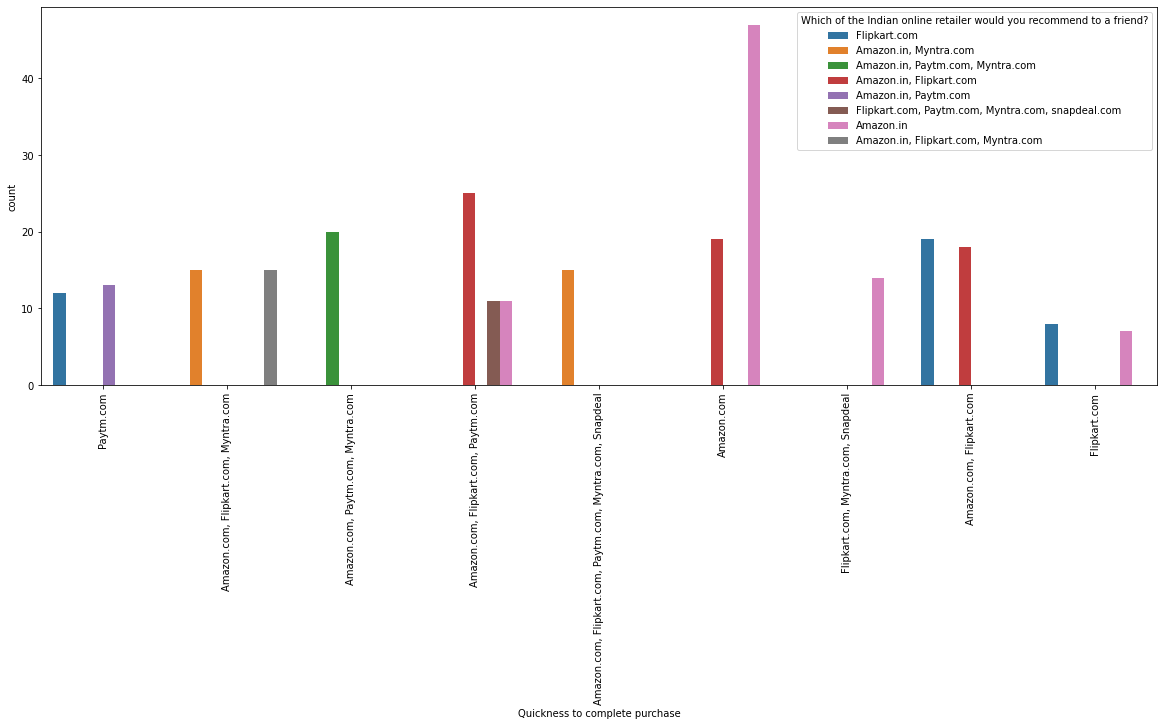 Which of the Indian online retailer would you recommend to a friend?
Flipkart.com
Amazon.in, Myntra.com
Amazon.in, Paytm.com, Myntra.com
Amazon.in, Flipkart.com
Amazon.in, Paytm.com
Flipkart.com, Paytm.com, Myntra.com, snapdeal.com
Amazon.in
Amazon.in, Flipkart.com, Myntra.com
count
40
30
20
10
0
Paytm.com
Amazon.com, Flipkart.com, Myntra.com
Amazon.com, Paytm.com, Myntra.com
Amazon.com, Flipkart.com, Paytm.com
Amazon.com, Flipkart.com, Paytm.com, Myntra.com, Snapdeal
Amazon.com
Flipkart.com, Myntra.com, Snapdeal
Amazon.com, Flipkart.com
Flipkart.com
Quickness to complete purchase